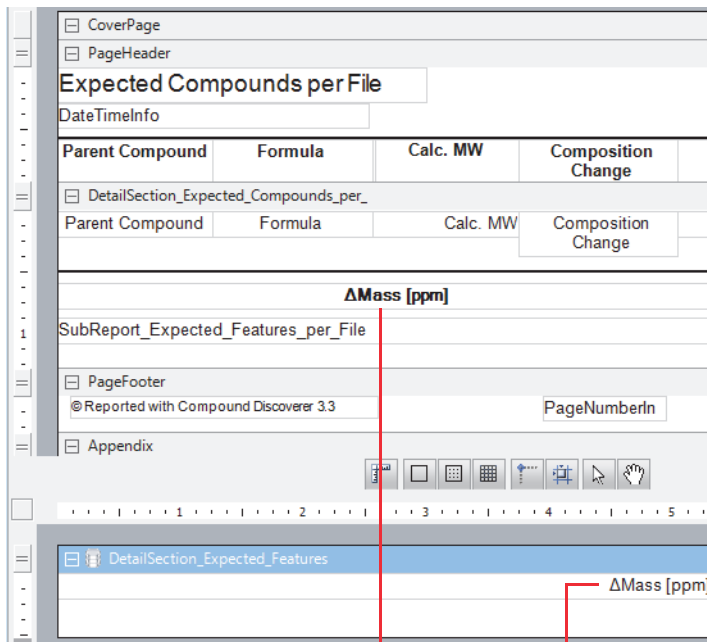 CoverPage
PageHeader
Expected Compounds per File
DateTimeInfo
Parent Compound Formula Calc. MW Composition
Change
DetailSection_Expected_Compounds_per_
Parent Compound Formula Calc. MW Composition
Change
ΔMass [ppm]
1 SubReport_Expected_Features_per_File
PageFooter
© Reported with Compound Discoverer 3.3 PageNumberIn
Appendix
1 2 3 4 5
DetailSection_Expected_Features
ΔMass [ppm]